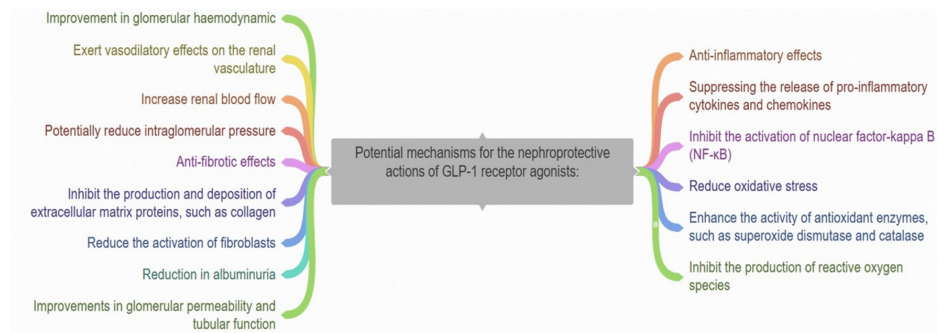 Improvement in glomerular haemodynamic
Exert vasodilatory effects on the renal
vasculature
Increase renal blood flow
Potentially reduce intraglomerular pressure
Anti-fibrotic effects
Inhibit the production and deposition of
extracellular matrix proteins, such as collagen
Reduce the activation of fibroblasts
Reduction in albuminuria
Improvements in glomerular permeability and
tubular function
Potential mechanisms for the nephroprotective
actions of GLP-1 receptor agonists:
Anti-inflammatory effects
Suppressing the release of pro-inflammatory
cytokines and chemokines
Inhibit the activation of nuclear factor-kappa B
(NF-κB)
Reduce oxidative stress
Enhance the activity of antioxidant enzymes,
such as superoxide dismutase and catalase
Inhibit the production of reactive oxygen
species